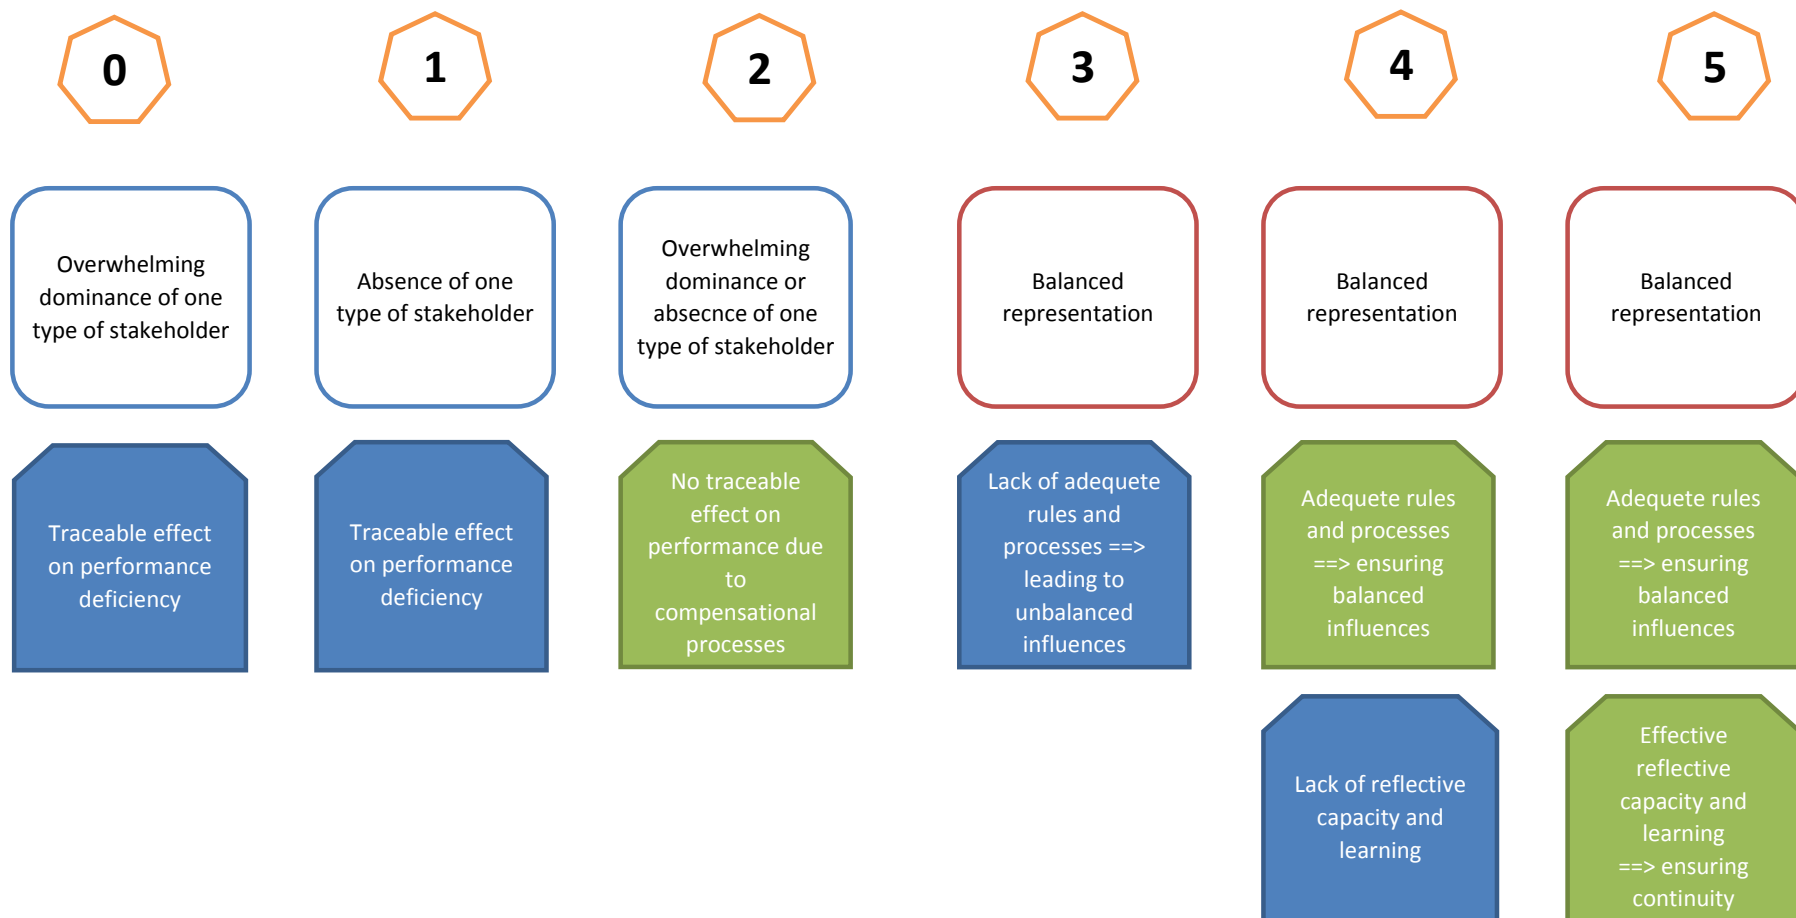 0
1
2
3
4
5
Overwhelming
dominance of one
type of stakeholder
Absence of one
type of stakeholder
Overwhelming
dominance or
absecnce of one
type of stakeholder
Balanced
representation
Balanced
representation
Balanced
representation
Traceable effect
on performance
deficiency
Traceable effect
on performance
deficiency
No traceable
effect on
performance due
to
compensational
processes
Lack of adequete
rules and
processes ==>
leading to
unbalanced
influences
Adequete rules
and processes
==> ensuring
balanced
influences
Adequete rules
and processes
==> ensuring
balanced
influences
Lack of reflective
capacity and
learning
Effective
reflective
capacity and
learning
==> ensuring
continuity